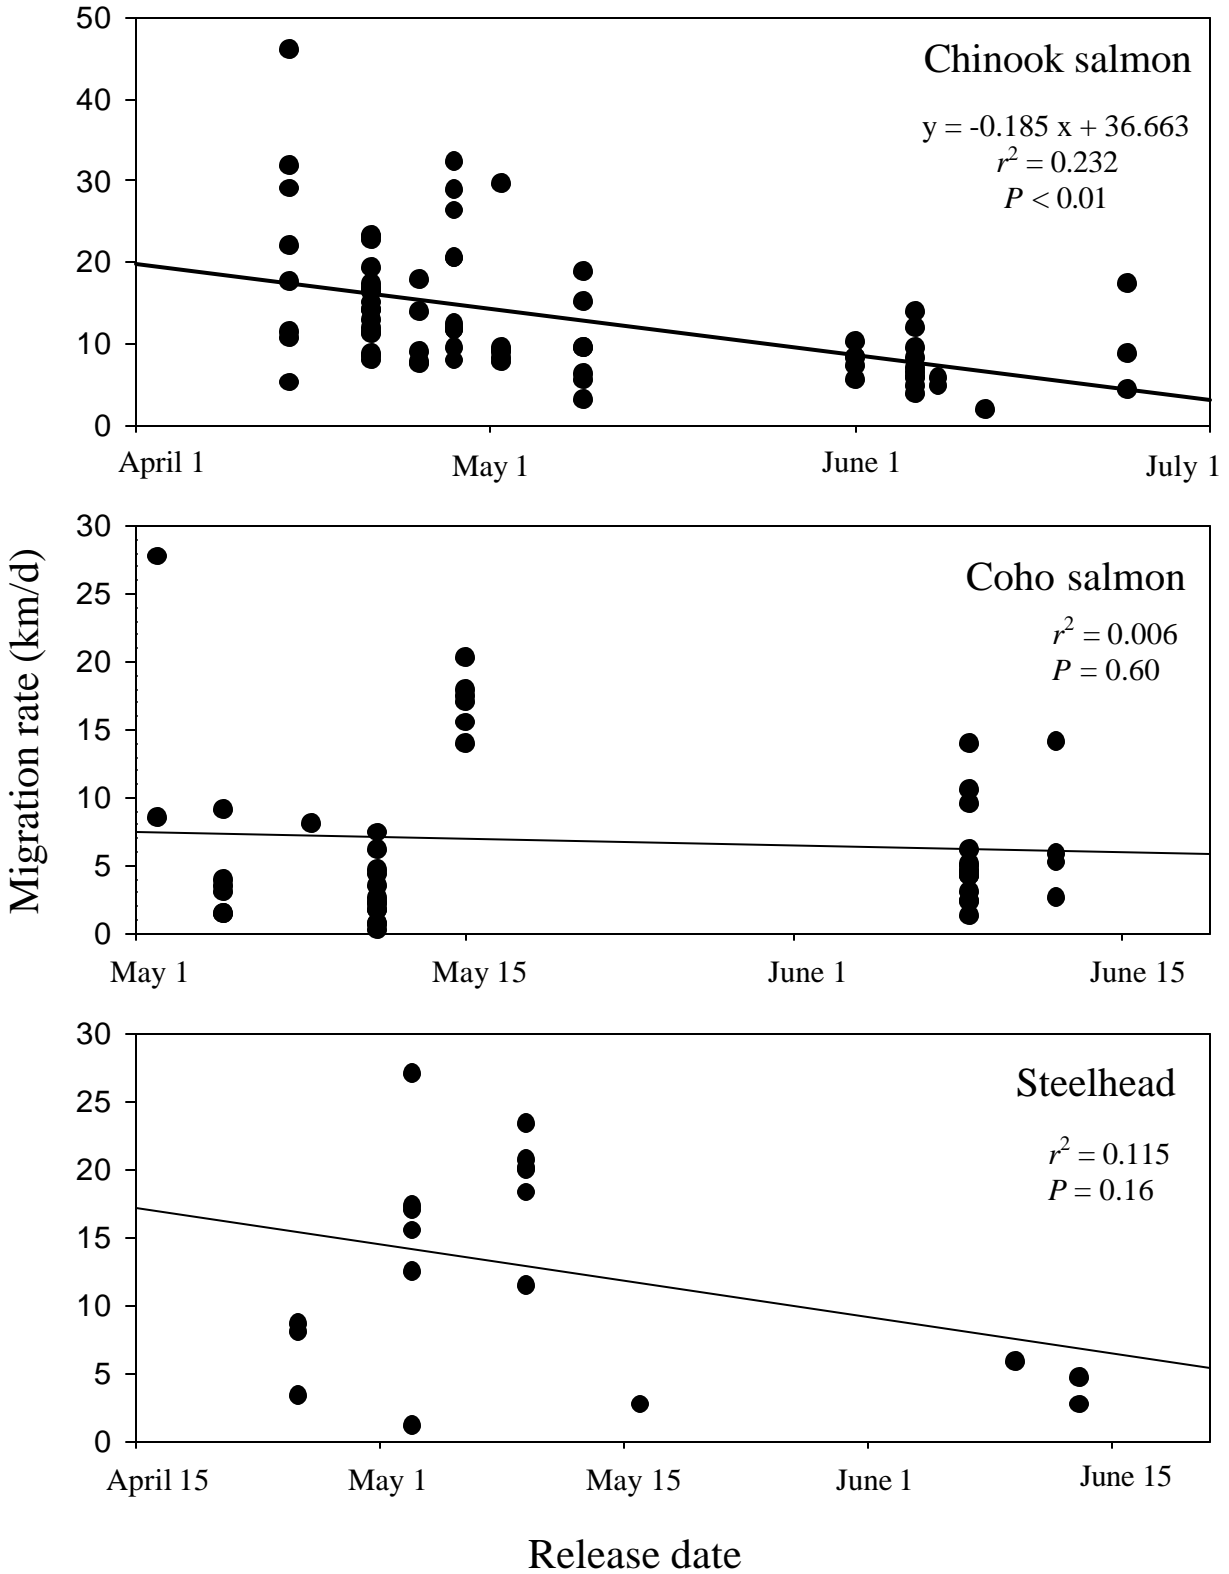 50
40
30
20
10
0
Chinook salmon
y = -0.185 x + 36.663
r² = 0.232
P < 0.01
April 1
May 1
June 1
July 1
Migration rate (km/d)
30
25
20
15
10
5
0
Coho salmon
r² = 0.006
P = 0.60
May 1
May 15
June 1
June 15
30
25
20
15
10
5
0
Steelhead
r² = 0.115
P = 0.16
April 15
May 1
May 15
June 1
June 15
Release date